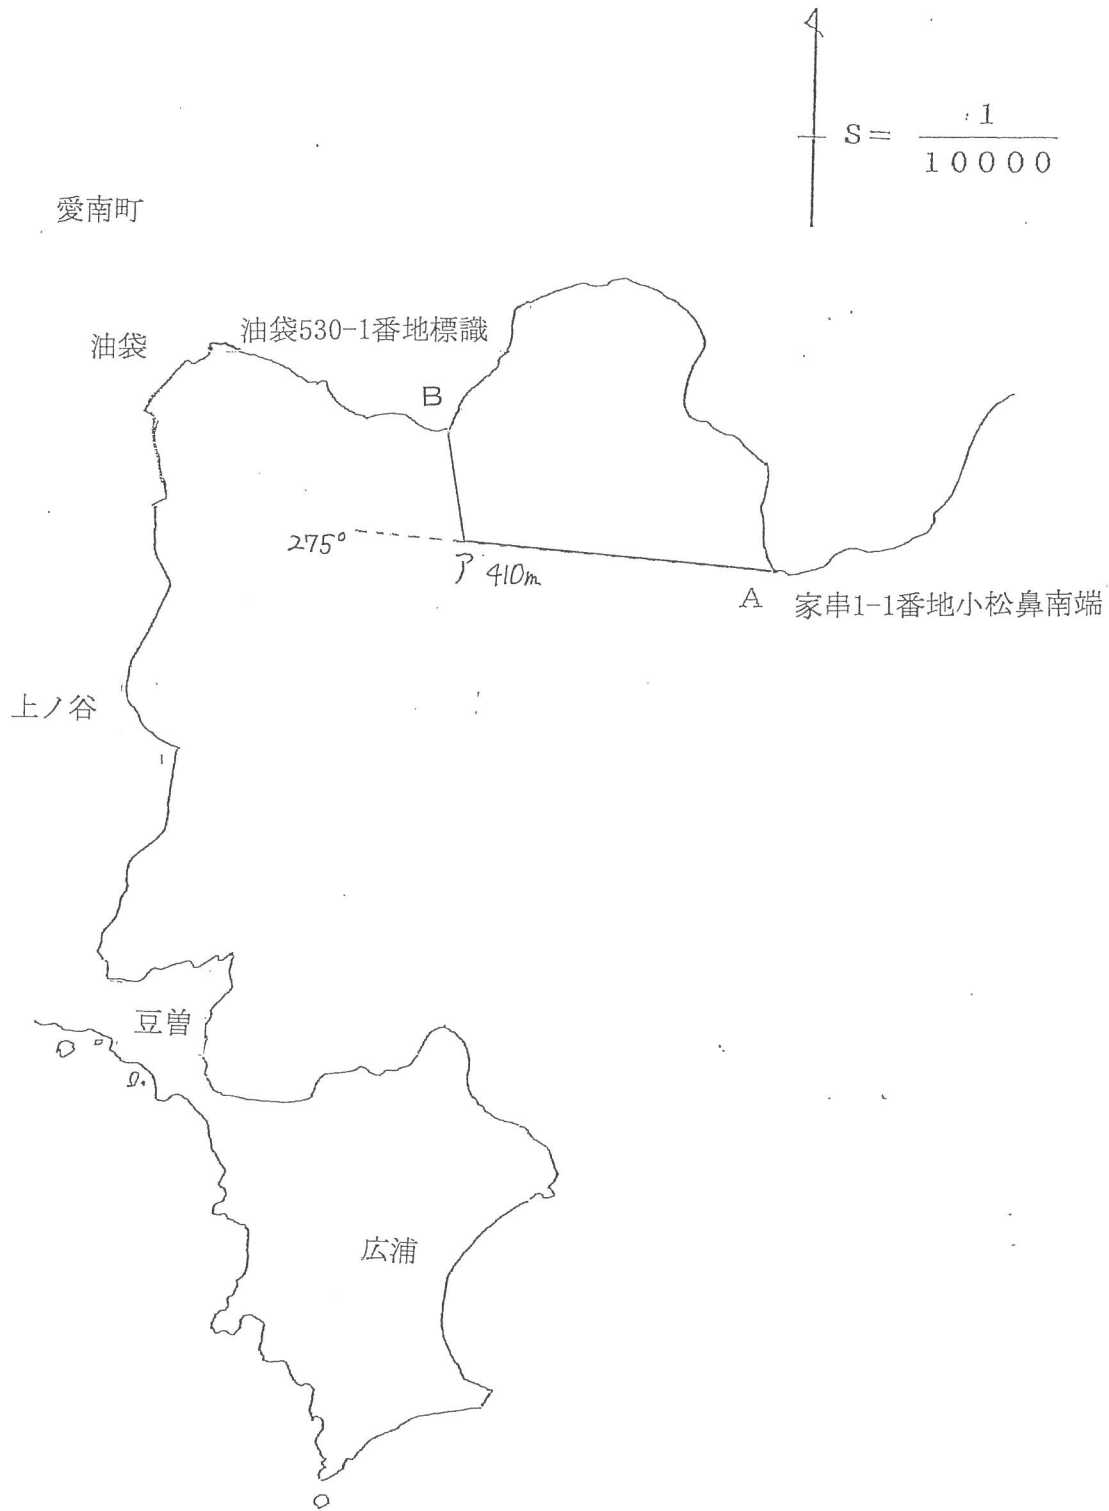 S＝ 1
10000
愛南町
油袋530-1番地標識
油袋
B
275°
ア 410m
A 家串1-1番地小松鼻南端
上ノ谷
豆曽
広浦